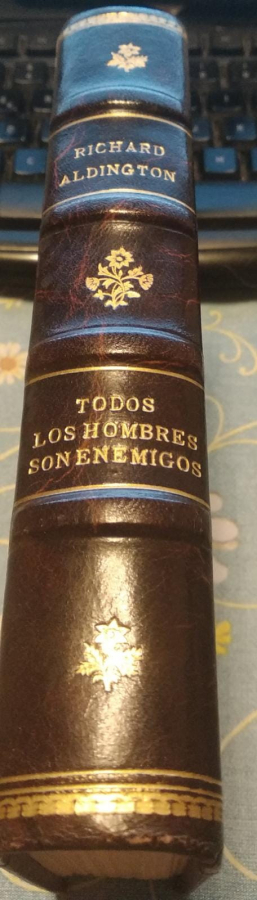 RICHARD
ALDINGTON
TODOS
LOS HOMBRES
SON ENEMIGOS